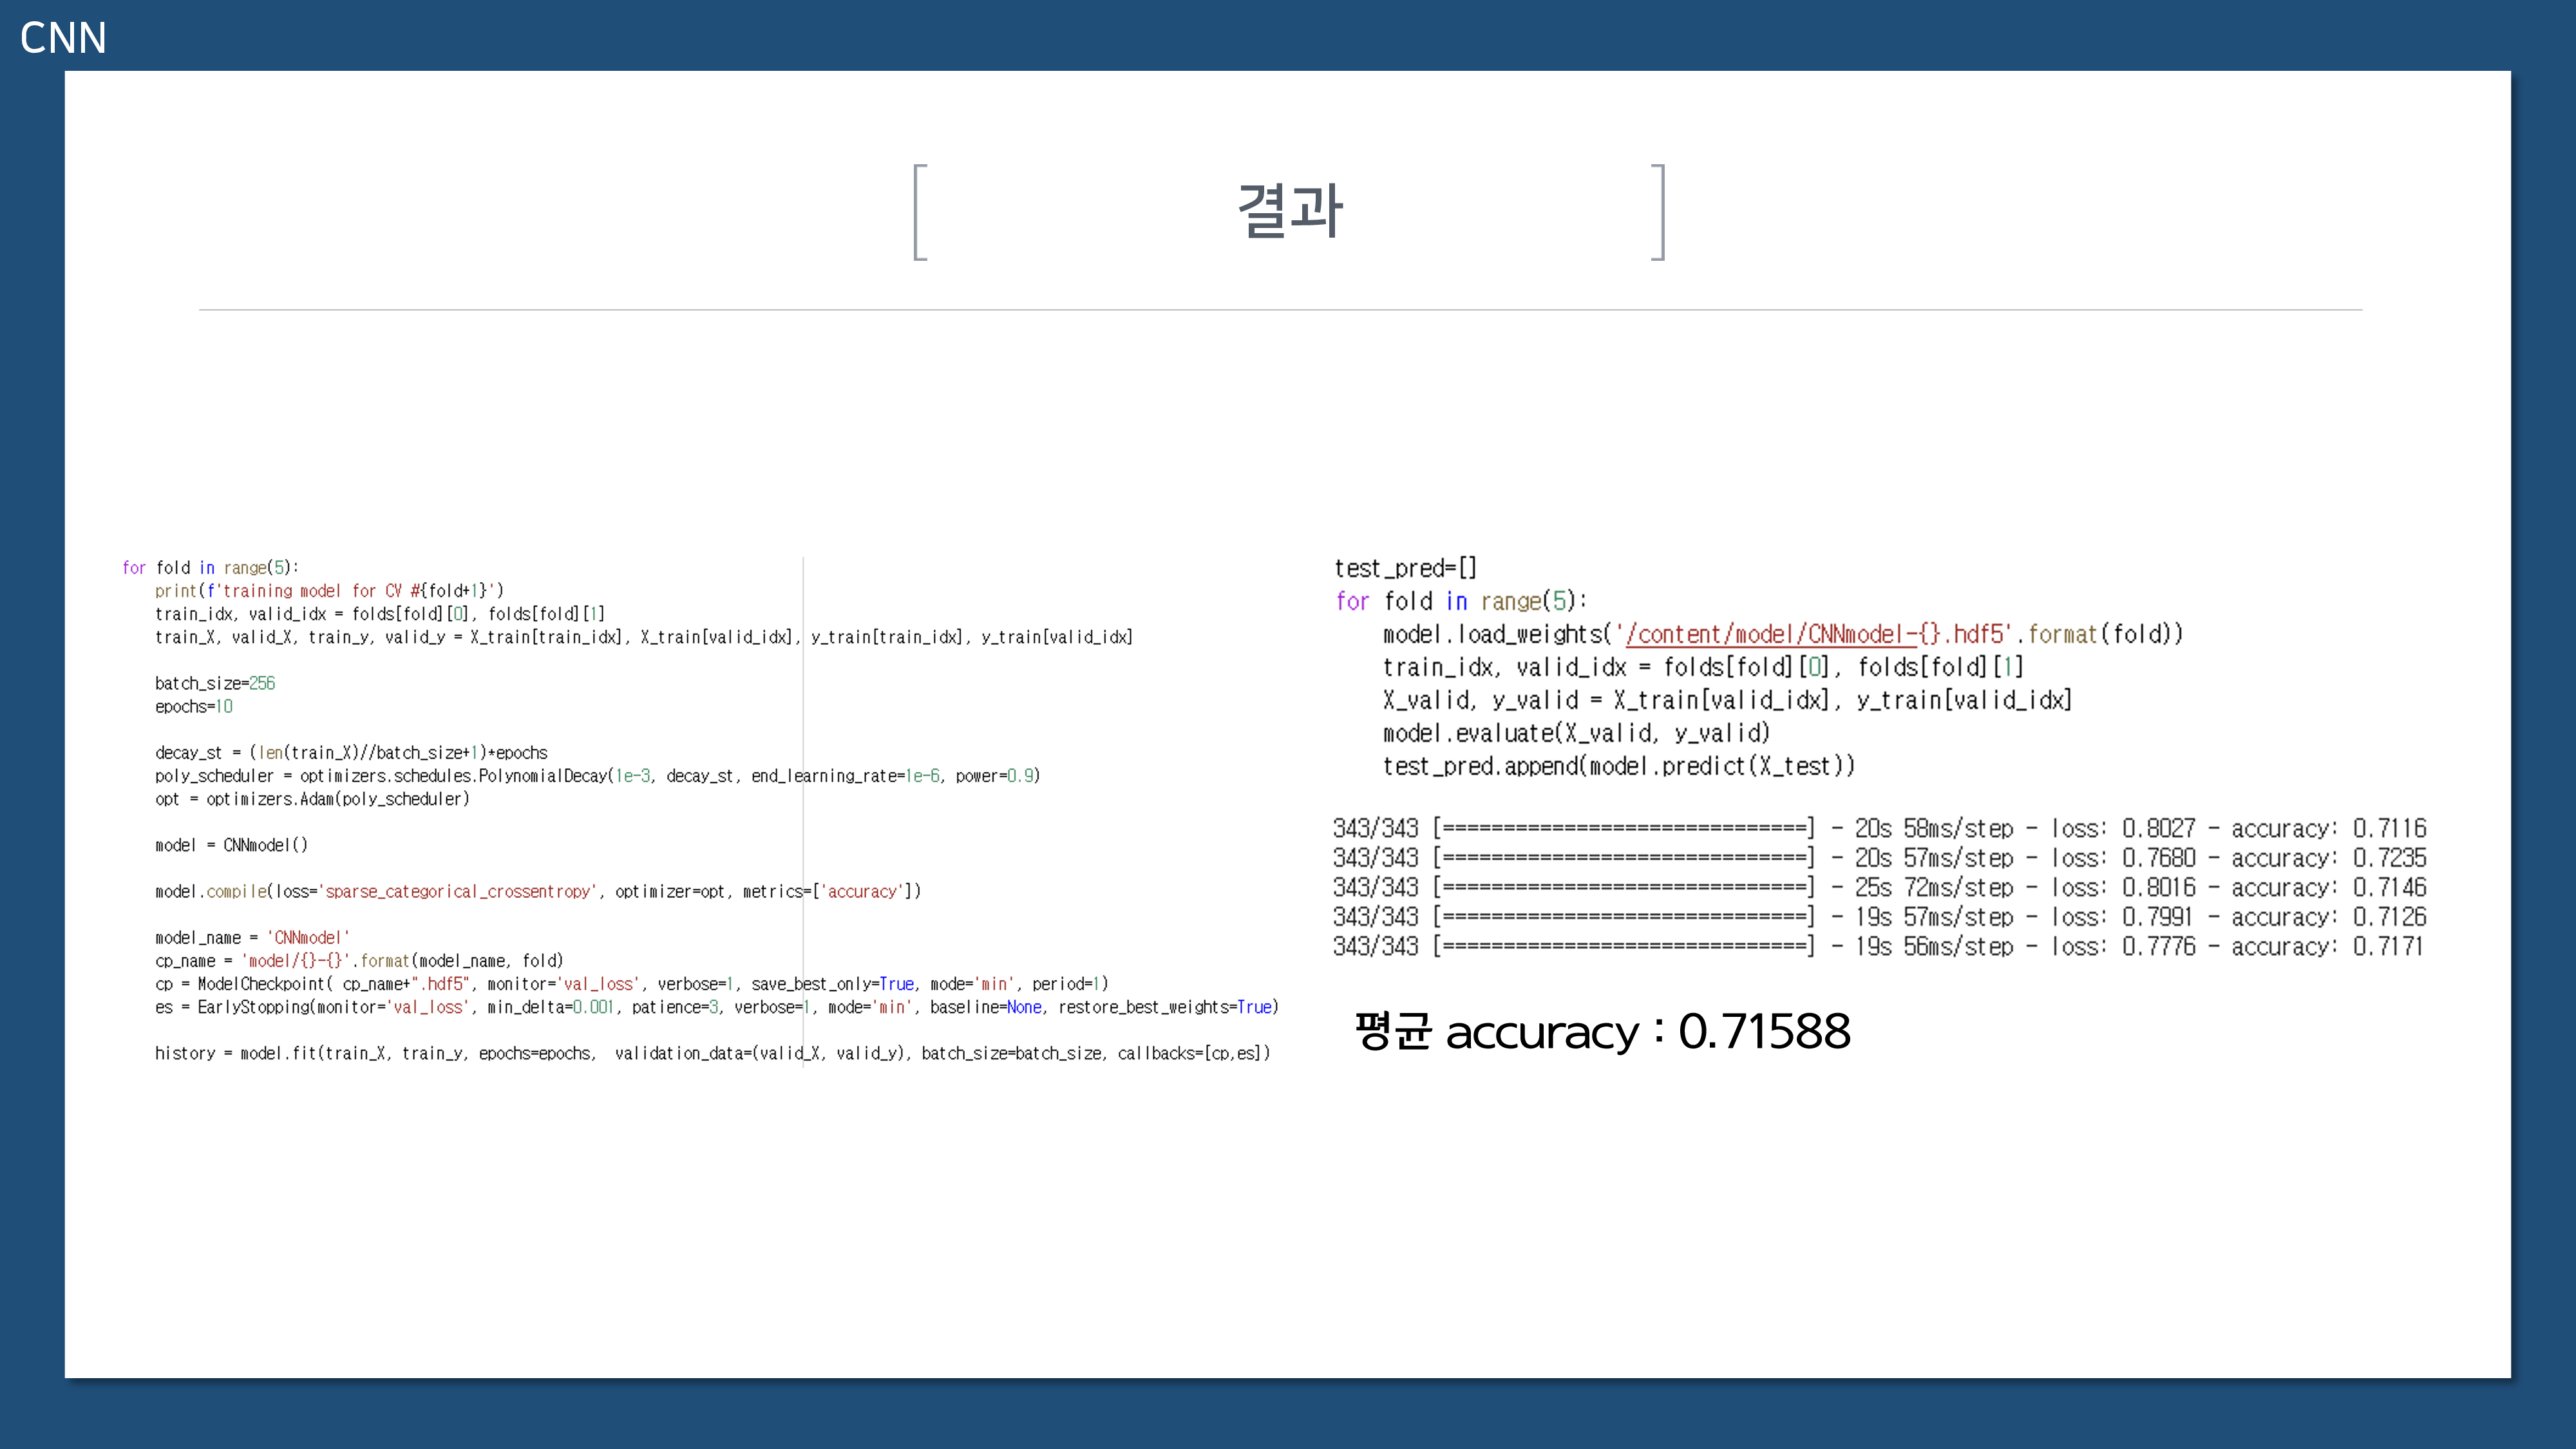 CNN
결과
for fold in range(5):
    print(f'training model for CV #{fold+1}')
    train_idx, valid_idx = folds[fold][0], folds[fold][1]
    train_X, valid_X, train_y, valid_y = X_train[train_idx], X_train[valid_idx], y_train[train_idx], y_train[valid_idx]
    batch_size=256
    epochs=10
    decay_st = (len(train_X)//batch_size+1)*epochs
    poly_scheduler = optimizers.schedules.PolynomialDecay(1e-3, decay_st, end_learning_rate=1e-6, power=0.9)
    opt = optimizers.Adam(poly_scheduler)
    model = CNNmodel()
    model.compile(loss='sparse_categorical_crossentropy', optimizer=opt, metrics=['accuracy'])
    model_name = 'CNNmodel'
    cp_name = 'model/{}-{}'.format(model_name, fold)
    cp = ModelCheckpoint( cp_name+".hdf5", monitor='val_loss', verbose=1, save_best_only=True, mode='min', period=1)
    es = EarlyStopping(monitor='val_loss', min_delta=0.001, patience=3, verbose=1, mode='min', baseline=None, restore_best_weights=True)
    history = model.fit(train_X, train_y, epochs=epochs,  validation_data=(valid_X, valid_y), batch_size=batch_size, callbacks=[cp,es])
test_pred=[]
for fold in range(5):
    model.load_weights('/content/model/CNNmodel-{}.hdf5'.format(fold))
    train_idx, valid_idx = folds[fold][0], folds[fold][1]
    X_valid, y_valid = X_train[valid_idx], y_train[valid_idx]
    model.evaluate(X_valid, y_valid)
    test_pred.append(model.predict(X_test))
343/343 [==============================] - 20s 58ms/step - loss: 0.8027 - accuracy: 0.7116
343/343 [==============================] - 20s 57ms/step - loss: 0.7680 - accuracy: 0.7235
343/343 [==============================] - 25s 72ms/step - loss: 0.8016 - accuracy: 0.7146
343/343 [==============================] - 19s 57ms/step - loss: 0.7991 - accuracy: 0.7126
343/343 [==============================] - 19s 56ms/step - loss: 0.7776 - accuracy: 0.7171
평균 accuracy : 0.71588